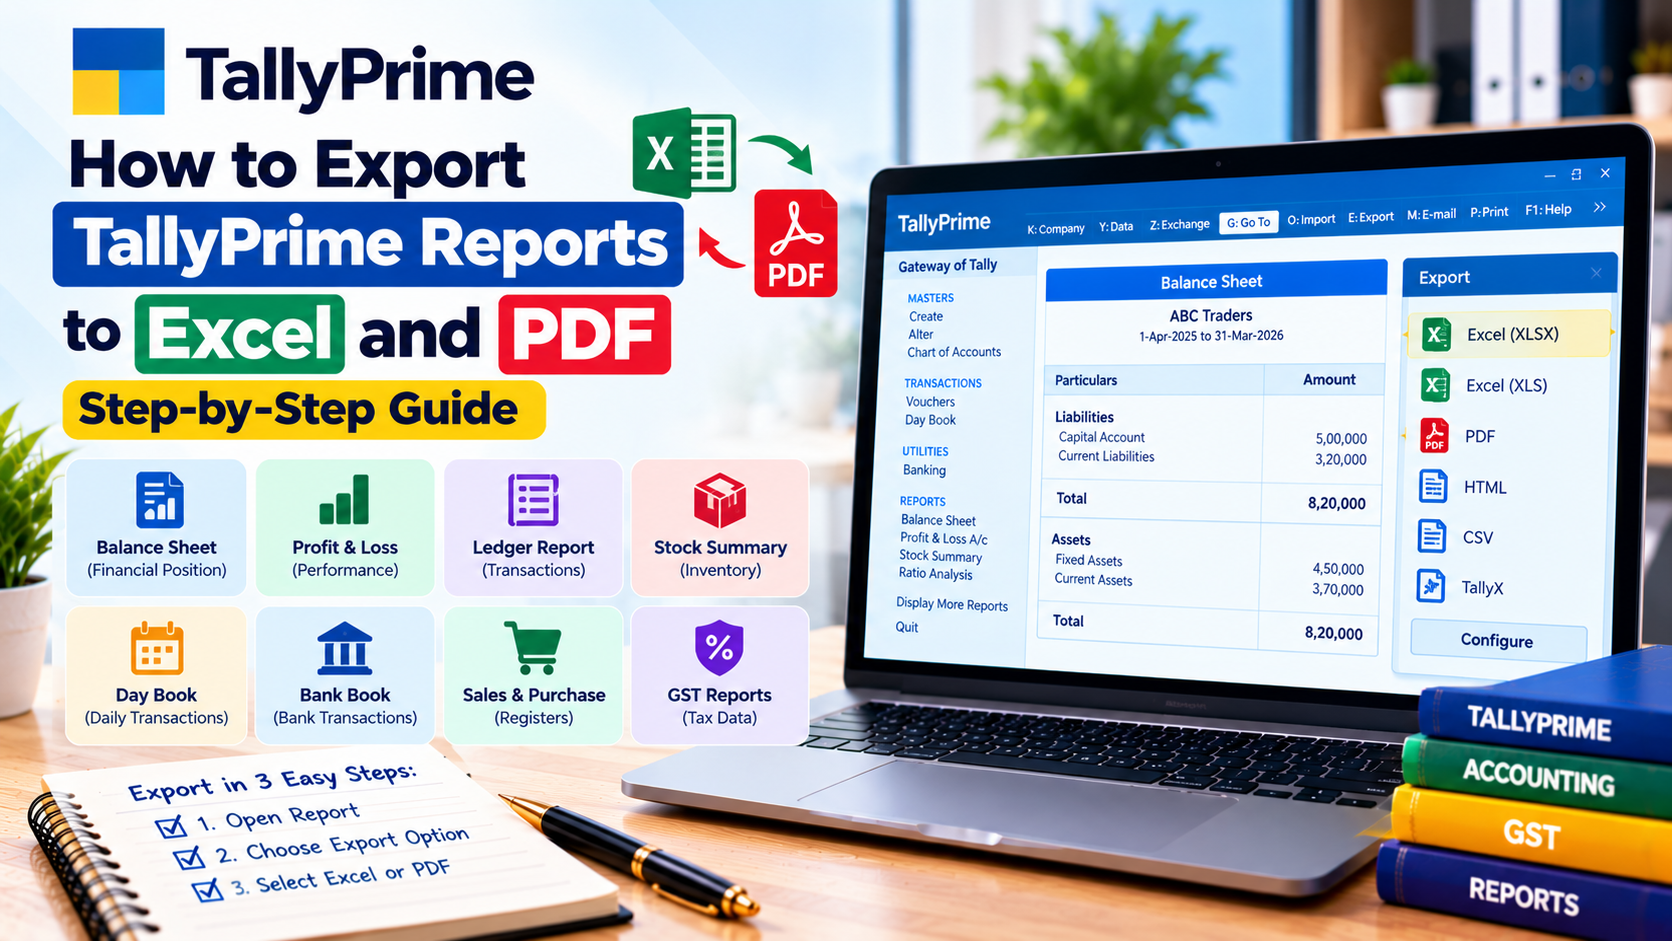 TallyPrime
How to Export
TallyPrime Reports
to Excel and PDF
Step-by-Step Guide
X
PDF
Balance Sheet
(Financial Position)
Profit & Loss
(Performance)
Ledger Report
(Transactions)
Stock Summary
(Inventory)
Day Book
(Daily Transactions)
Bank Book
(Bank Transactions)
Sales & Purchase
(Registers)
%
GST Reports
(Tax Data)
Export in 3 Easy Steps:
1. Open Report
2. Choose Export Option
3. Select Excel or PDF
TallyPrime
K: Company
Y: Data
Z: Exchange
G: Go To
O: Import
E: Export
M: E-mail
P: Print
F1: Help
Gateway of Tally
MASTERS
Create
Alter
Chart of Accounts
TRANSACTIONS
Vouchers
Day Book
UTILITIES
Banking
REPORTS
Balance Sheet
Profit & Loss A/c
Stock Summary
Ratio Analysis
Display More Reports
Quit
Balance Sheet
ABC Traders
1-Apr-2025 to 31-Mar-2026
Particulars Amount
Liabilities
Capital Account 5,00,000
Current Liabilities 3,20,000
Total 8,20,000
Assets
Fixed Assets 4,50,000
Current Assets 3,70,000
Total 8,20,000
Export
X Excel (XLSX)
X Excel (XLS)
PDF PDF
HTML
CSV
TallyX
Configure
TALLYPRIME
ACCOUNTING
GST
REPORTS